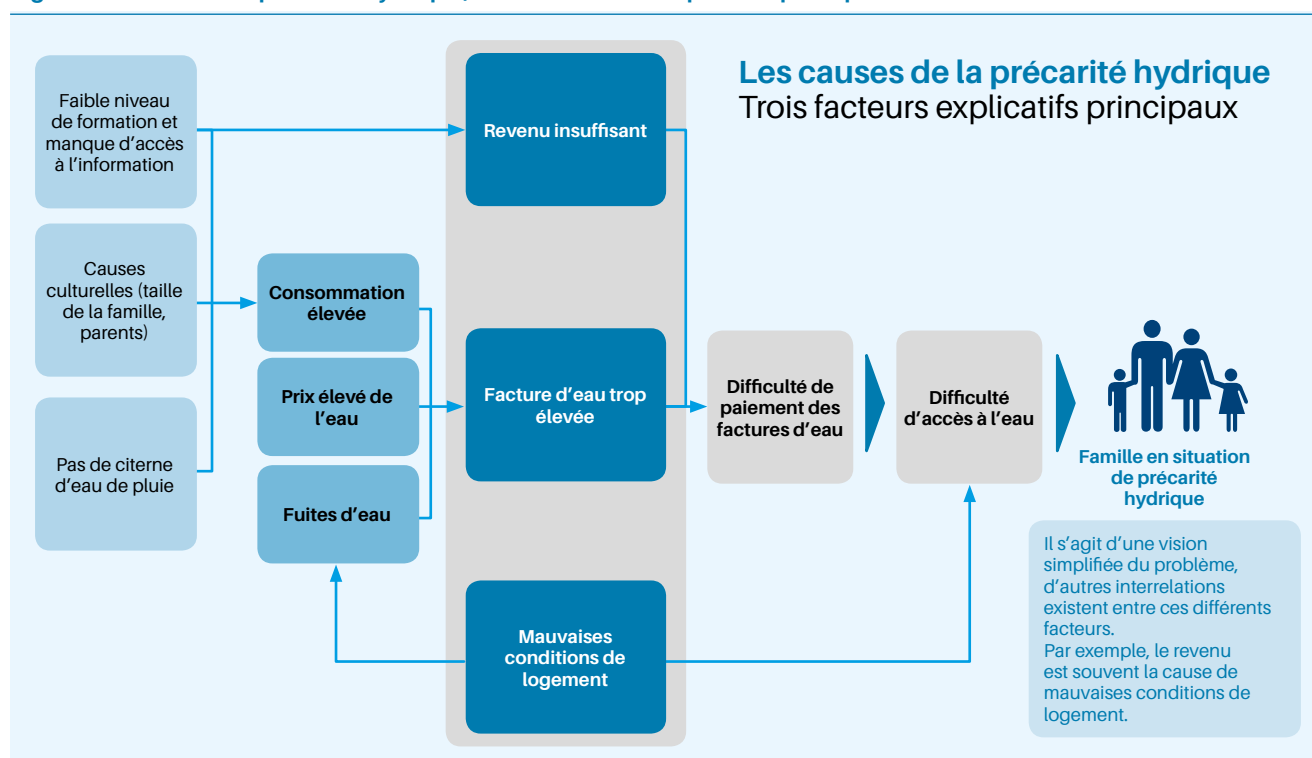 Les causes de la précarité hydrique
Trois facteurs explicatifs principaux
Faible niveau
de formation et
manque d'accès
à l'information
Causes
culturelles (taille
de la famille,
parents)
Pas de citerne
d'eau de pluie
Consommation
élevée
Prix élevé de
l'eau
Fuites d'eau
Revenu insuffisant
Facture d'eau trop
élevée
Mauvaises
conditions de
logement
Difficulté de
paiement des
factures d'eau
Difficulté
d'accès à l'eau
Famille en situation
de précarité
hydrique
Il s'agit d'une vision
simplifiée du problème,
d'autres interrelations
existent entre ces différents
facteurs.
Par exemple, le revenu
est souvent la cause de
mauvaises conditions de
logement.